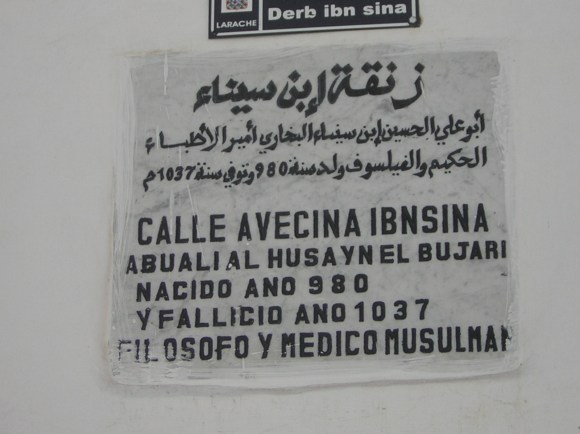 LARACHE
Derb ibn sina
زنقة إبن سيناء
أبو علي الحسين إبن سيناء البخاري أمير الأطباء
الحكيم والفيلسوف ولد سنة 980 وتوفي سنة 1037م
CALLE AVECINA IBNSINA
ABUALI AL HUSAYN EL BUJARI
NACIDO ANO 980
Y FALLICIO ANO 1037
FILOSOFO Y MEDICO MUSULMAN